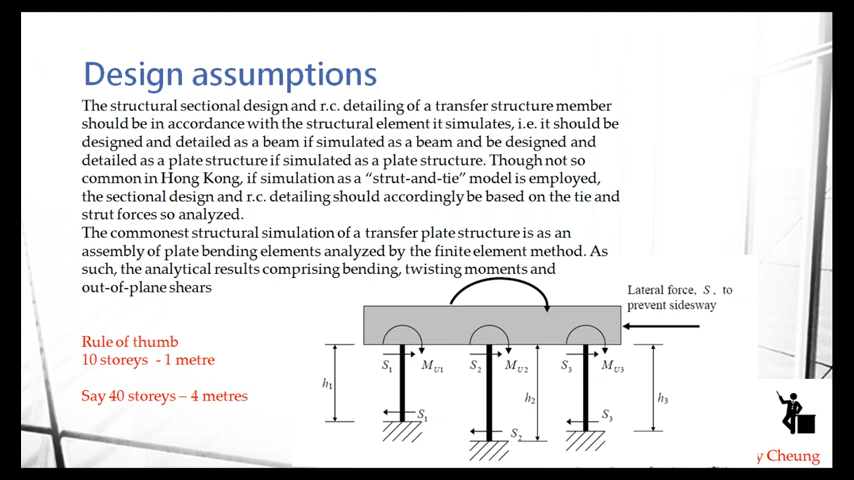 Design assumptions
The structural sectional design and r.c. detailing of a transfer structure member
should be in accordance with the structural element it simulates, i.e. it should be
designed and detailed as a beam if simulated as a beam and be designed and
detailed as a plate structure if simulated as a plate structure. Though not so
common in Hong Kong, if simulation as a “strut-and-tie” model is employed,
the sectional design and r.c. detailing should accordingly be based on the tie and
strut forces so analyzed.
The commonest structural simulation of a transfer plate structure is as an
assembly of plate bending elements analyzed by the finite element method. As
such, the analytical results comprising bending, twisting moments and
out-of-plane shears
Lateral force, S, to
prevent sidesway
Rule of thumb
10 storeys - 1 metre
Say 40 storeys – 4 metres
S1 MU1 S2 MU2 S3 MU3
h1 h2 h3
S1 S2 S3
y Cheung